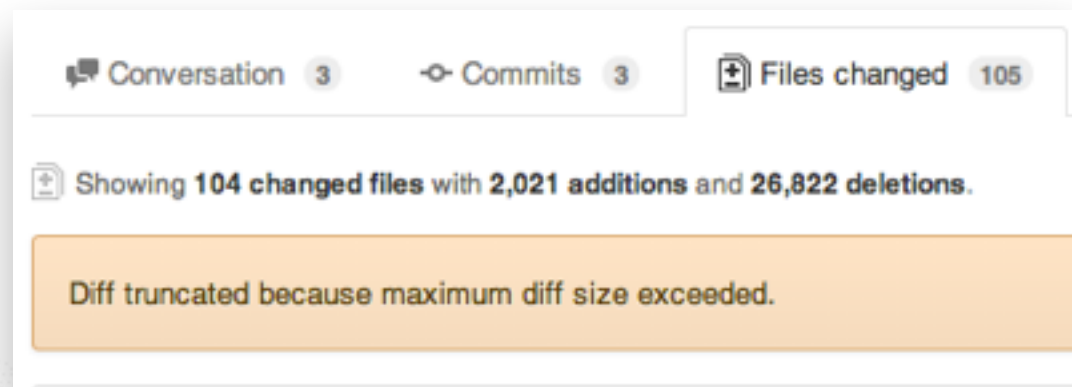 Conversation 3 Commits 3 Files changed 105
Showing 104 changed files with 2,021 additions and 26,822 deletions.
Diff truncated because maximum diff size exceeded.